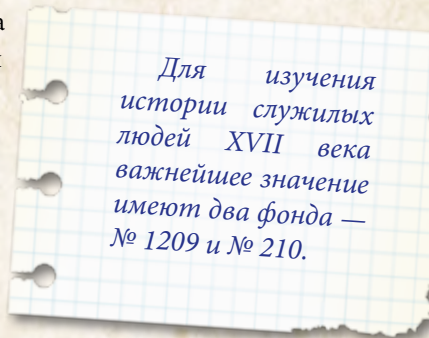 а
Для изучения
истории служилых
людей XVII века
важнейшее значение
имеют два фонда —
№ 1209 и № 210.